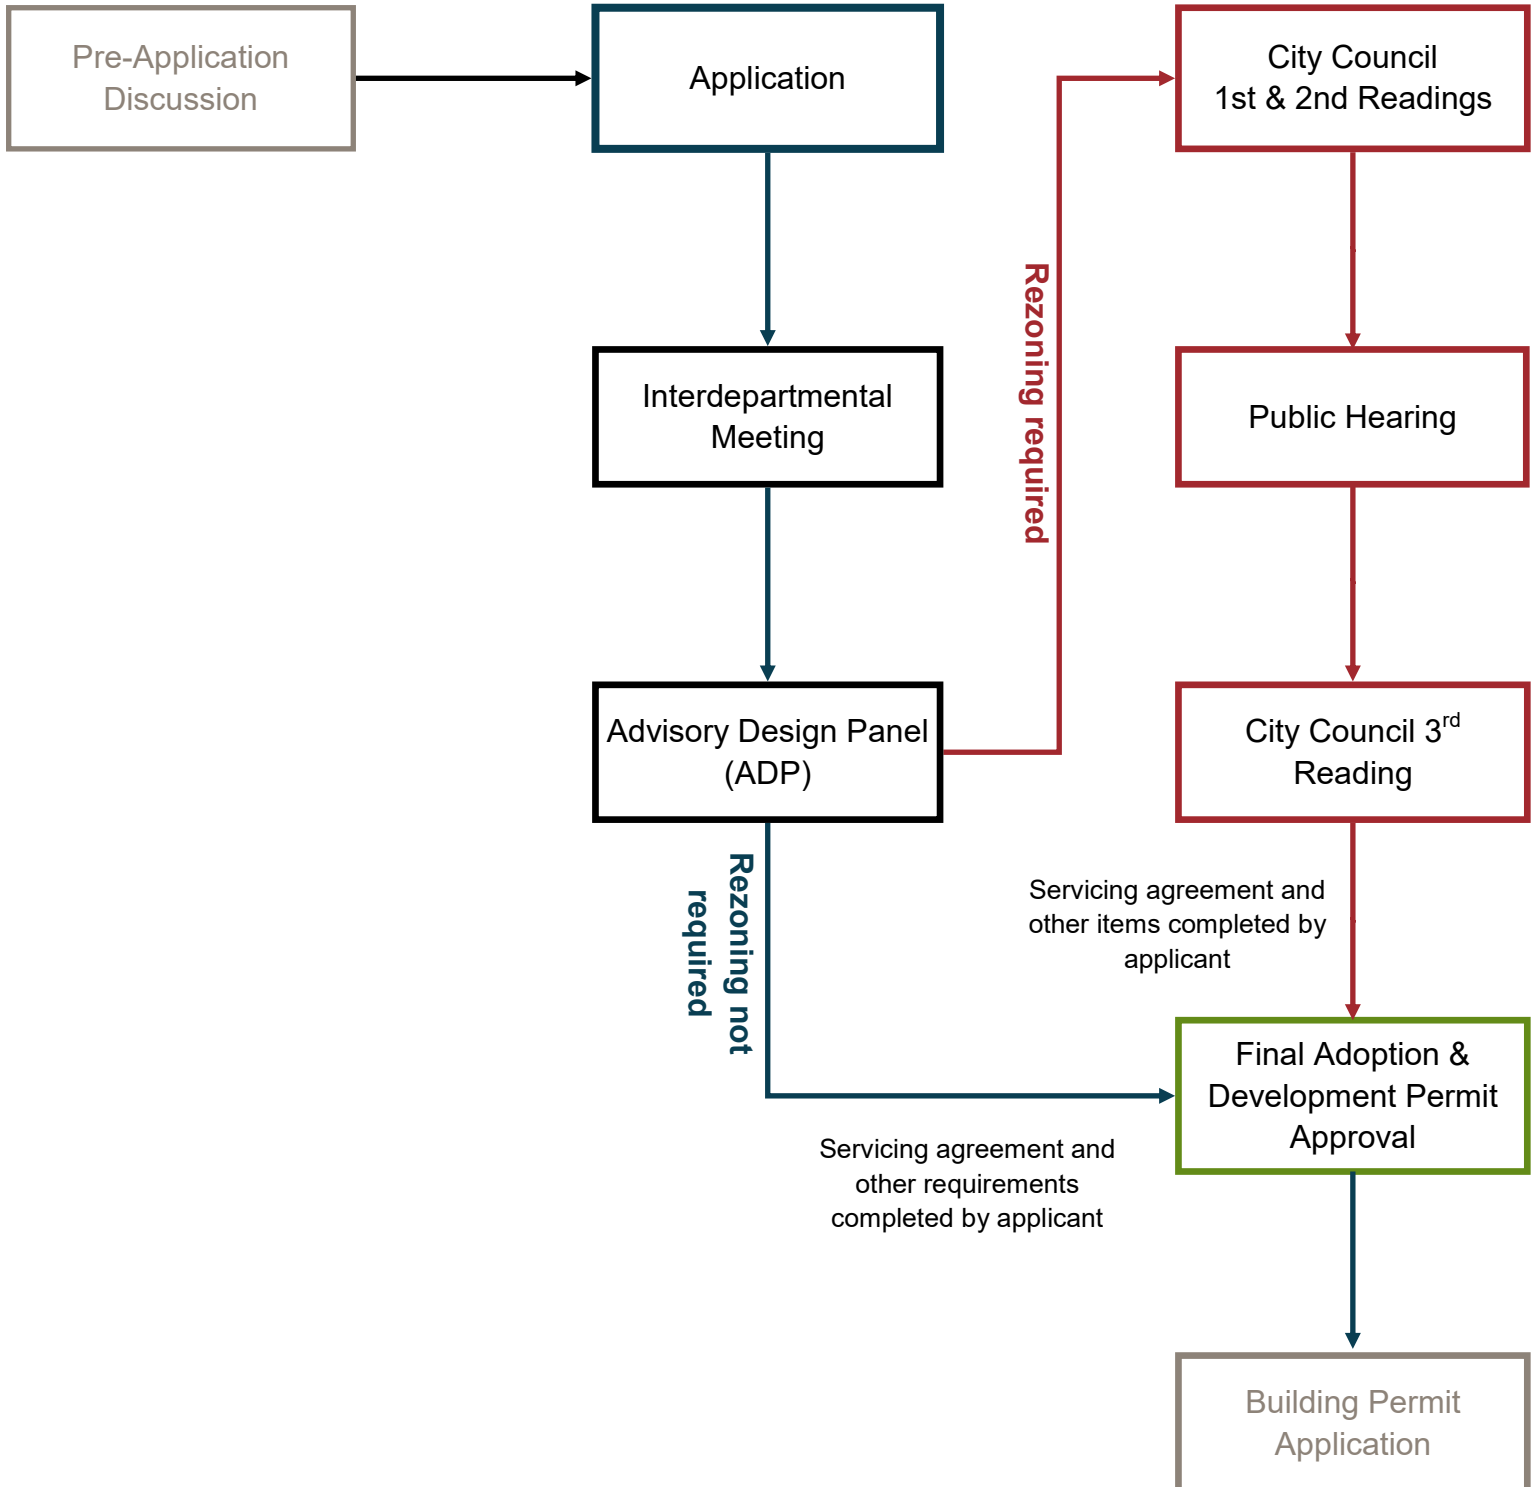 Pre-Application
Discussion
Application
City Council
1st & 2nd Readings
Rezoning required
Interdepartmental
Meeting
Public Hearing
Advisory Design Panel
(ADP)
City Council 3rd
Reading
Rezoning not
required
Servicing agreement and
other items completed by
applicant
Final Adoption &
Development Permit
Approval
Servicing agreement and
other requirements
completed by applicant
Building Permit
Application